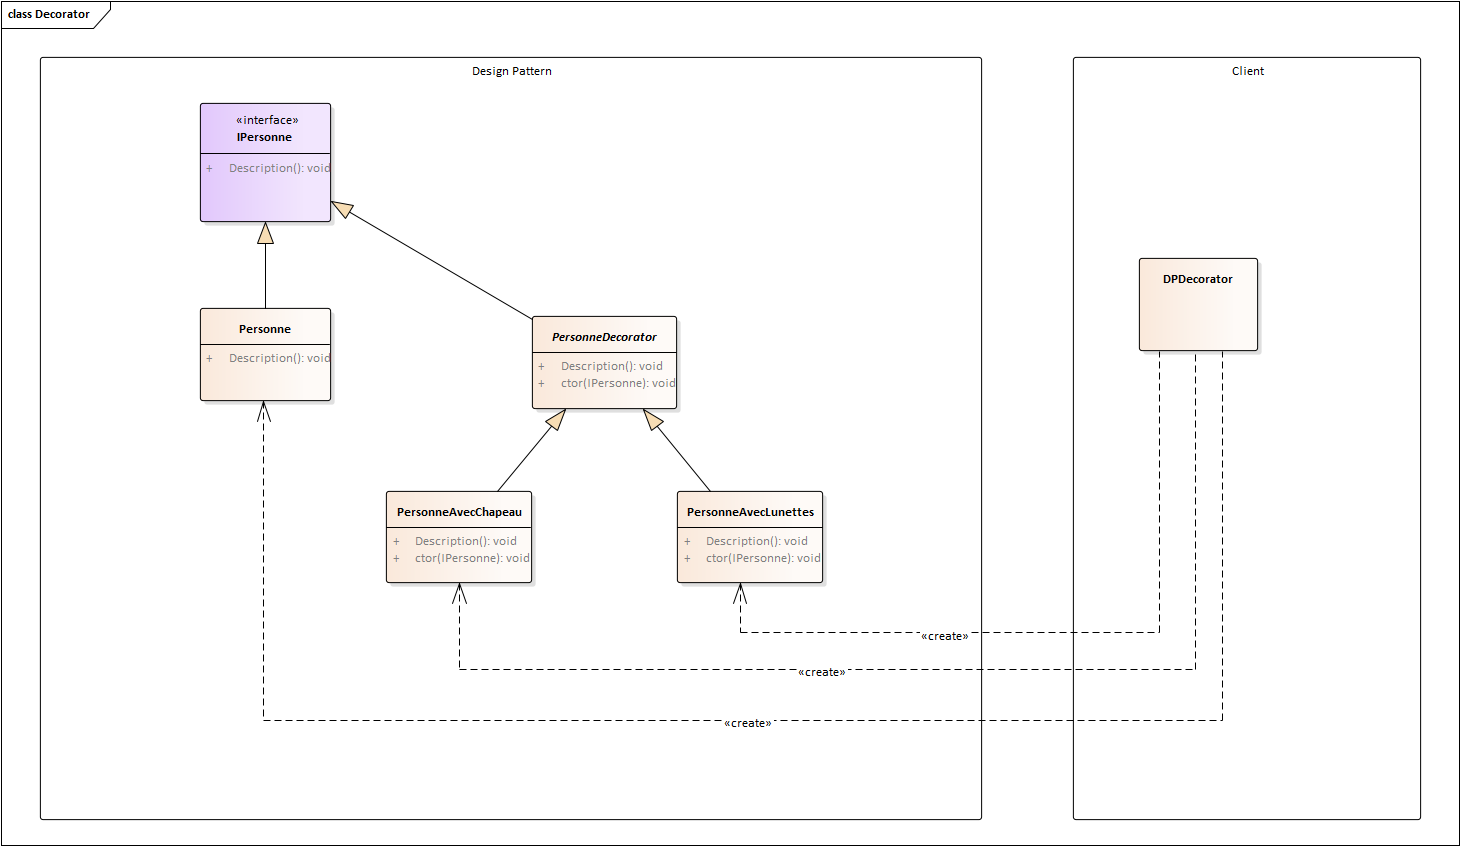 class Decorator
Design Pattern
Client
«interface»
IPersonne
+ Description(): void
DPDecorator
Personne
+ Description(): void
PersonneDecorator
+ Description(): void
+ ctor(IPersonne): void
PersonneAvecChapeau
+ Description(): void
+ ctor(IPersonne): void
PersonneAvecLunettes
+ Description(): void
+ ctor(IPersonne): void
«create»
«create»
«create»